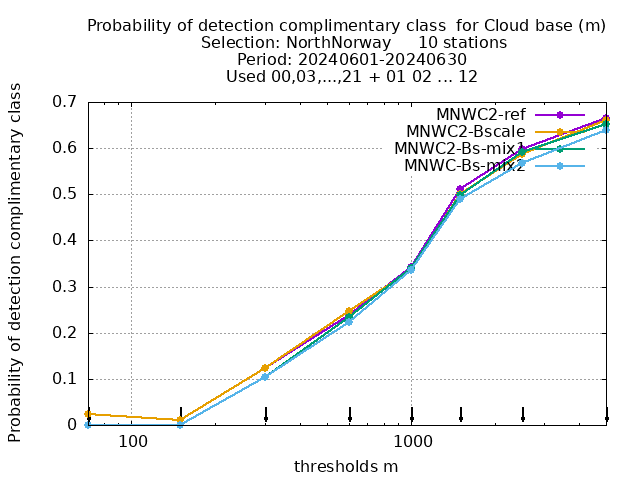 Probability of detection complimentary class  for Cloud base (m)
Selection: NorthNorway     10 stations
Period: 20240601-20240630
Used 00,03,...,21 + 01 02 ... 12
Probability of detection complimentary class
0.7
0.6
0.5
0.4
0.3
0.2
0.1
0
MNWC2-ref
MNWC2-Bscale
MNWC2-Bs-mix1
MNWC-Bs-mix2
100
1000
thresholds m